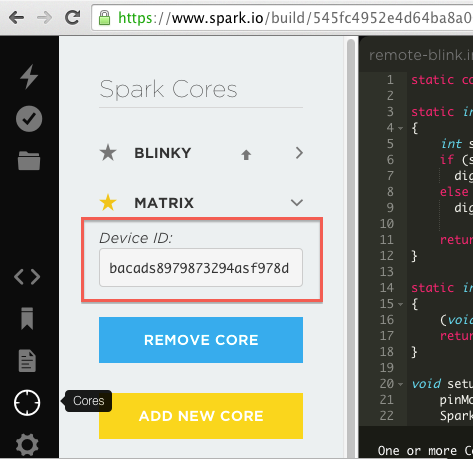 https://www.spark.io/build/545fc4952e4d64ba8a0
Spark Cores
BLINKY
MATRIX
Device ID:
bacads8979873294asf978d
REMOVE CORE
ADD NEW CORE
Cores
remote-blink.in
1 static co
2
3 static in
4 {
5 int s
6 if (s
7 dig
8 else
9 dig
10
11 retur
12 }
13
14 static in
15 {
16 (voi
17 retur
18 }
19
20 void setu
21 pinMo
22 Spark
One or more Co